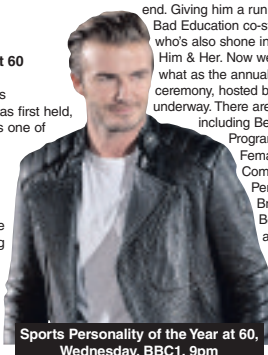 end. Giving him a run
Bad Education co-s
who's also shone in
Him & Her. Now we
what as the annual
ceremony, hosted b
underway. There are
including Be
Program
Fema
Com
Per
Br
B
a
t 60
s
as first held,
s one of
e
g
Sports Personality of the Year at 60,
Wednesday, BBC1, 9pm